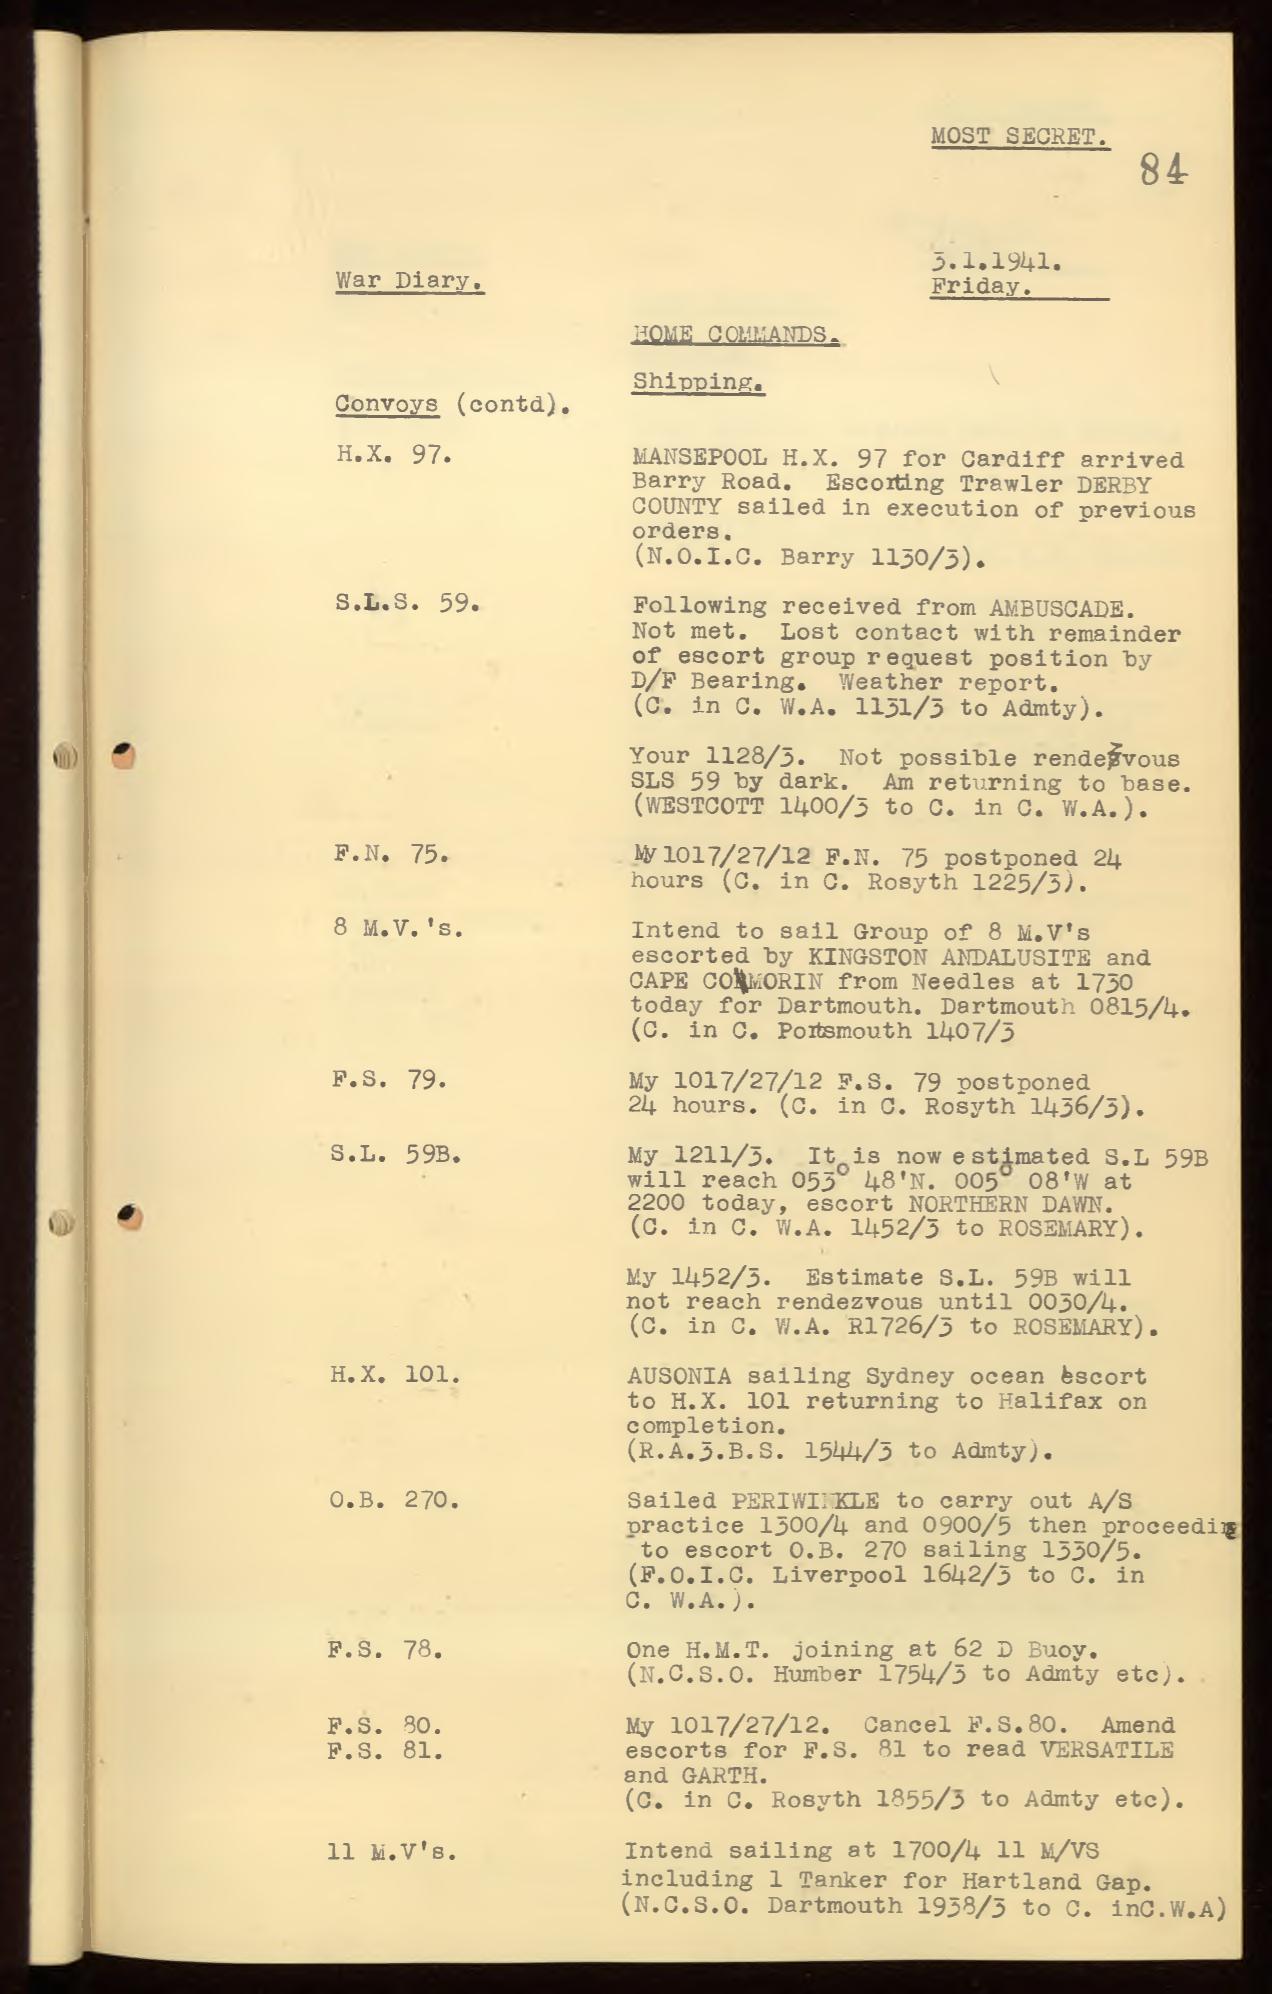 MOST SECRET.
84
3.1.1941.
War Diary.
Friday.
HOME COMMANDS.
Shipping.
Convoys (contd).
H.X. 97.
MANSEPOOL H.X. 97 for Cardiff arrived
Barry Road. Escorting Trawler DERBY
COUNTY sailed in execution of previous
orders.
(N.O.I.C. Barry 1130/3).
S.L.S. 59.
Following received from AMBUSCADE.
Not met. Lost contact with remainder
of escort group request position by
D/F Bearing. Weather report.
(C. in C. W.A. 1131/3 to Admty).
Your 1128/3. Not possible rendezvous
SLS 59 by dark. Am returning to base.
(WESTCOTT 1400/3 to C. in C. W.A.).
F.N. 75.
My 1017/27/12 F.N. 75 postponed 24
hours (C. in C. Rosyth 1225/3).
8 M.V.'s.
Intend to sail Group of 8 M.V's
escorted by KINGSTON ANDALUSITE and
CAPE COMORIN from Needles at 1730
today for Dartmouth. Dartmouth 0815/4.
(C. in C. Portsmouth 1407/3
F.S. 79.
My 1017/27/12 F.S. 79 postponed
24 hours. (C. in C. Rosyth 1436/3).
S.L. 59B.
My 1211/3. It is now estimated S.L 59B
will reach 053° 48'N. 005° 08'W at
2200 today, escort NORTHERN DAWN.
(C. in C. W.A. 1452/3 to ROSEMARY).
My 1452/3. Estimate S.L. 59B will
not reach rendezvous until 0030/4.
(C. in C. W.A. R1726/3 to ROSEMARY).
H.X. 101.
AUSONIA sailing Sydney ocean escort
to H.X. 101 returning to Halifax on
completion.
(R.A.3.B.S. 1544/3 to Admty).
O.B. 270.
Sailed PERIWINKLE to carry out A/S
practice 1300/4 and 0900/5 then proceeding
to escort O.B. 270 sailing 1330/5.
(F.O.I.C. Liverpool 1642/3 to C. in
C. W.A.).
F.S. 78.
One H.M.T. joining at 62 D Buoy.
(N.C.S.O. Humber 1754/3 to Admty etc).
F.S. 80.
F.S. 81.
My 1017/27/12. Cancel F.S.80. Amend
escorts for F.S. 81 to read VERSATILE
and GARTH.
(C. in C. Rosyth 1855/3 to Admty etc).
11 M.V's.
Intend sailing at 1700/4 11 M/VS
including 1 Tanker for Hartland Gap.
(N.C.S.O. Dartmouth 1938/3 to C. inC.W.A)